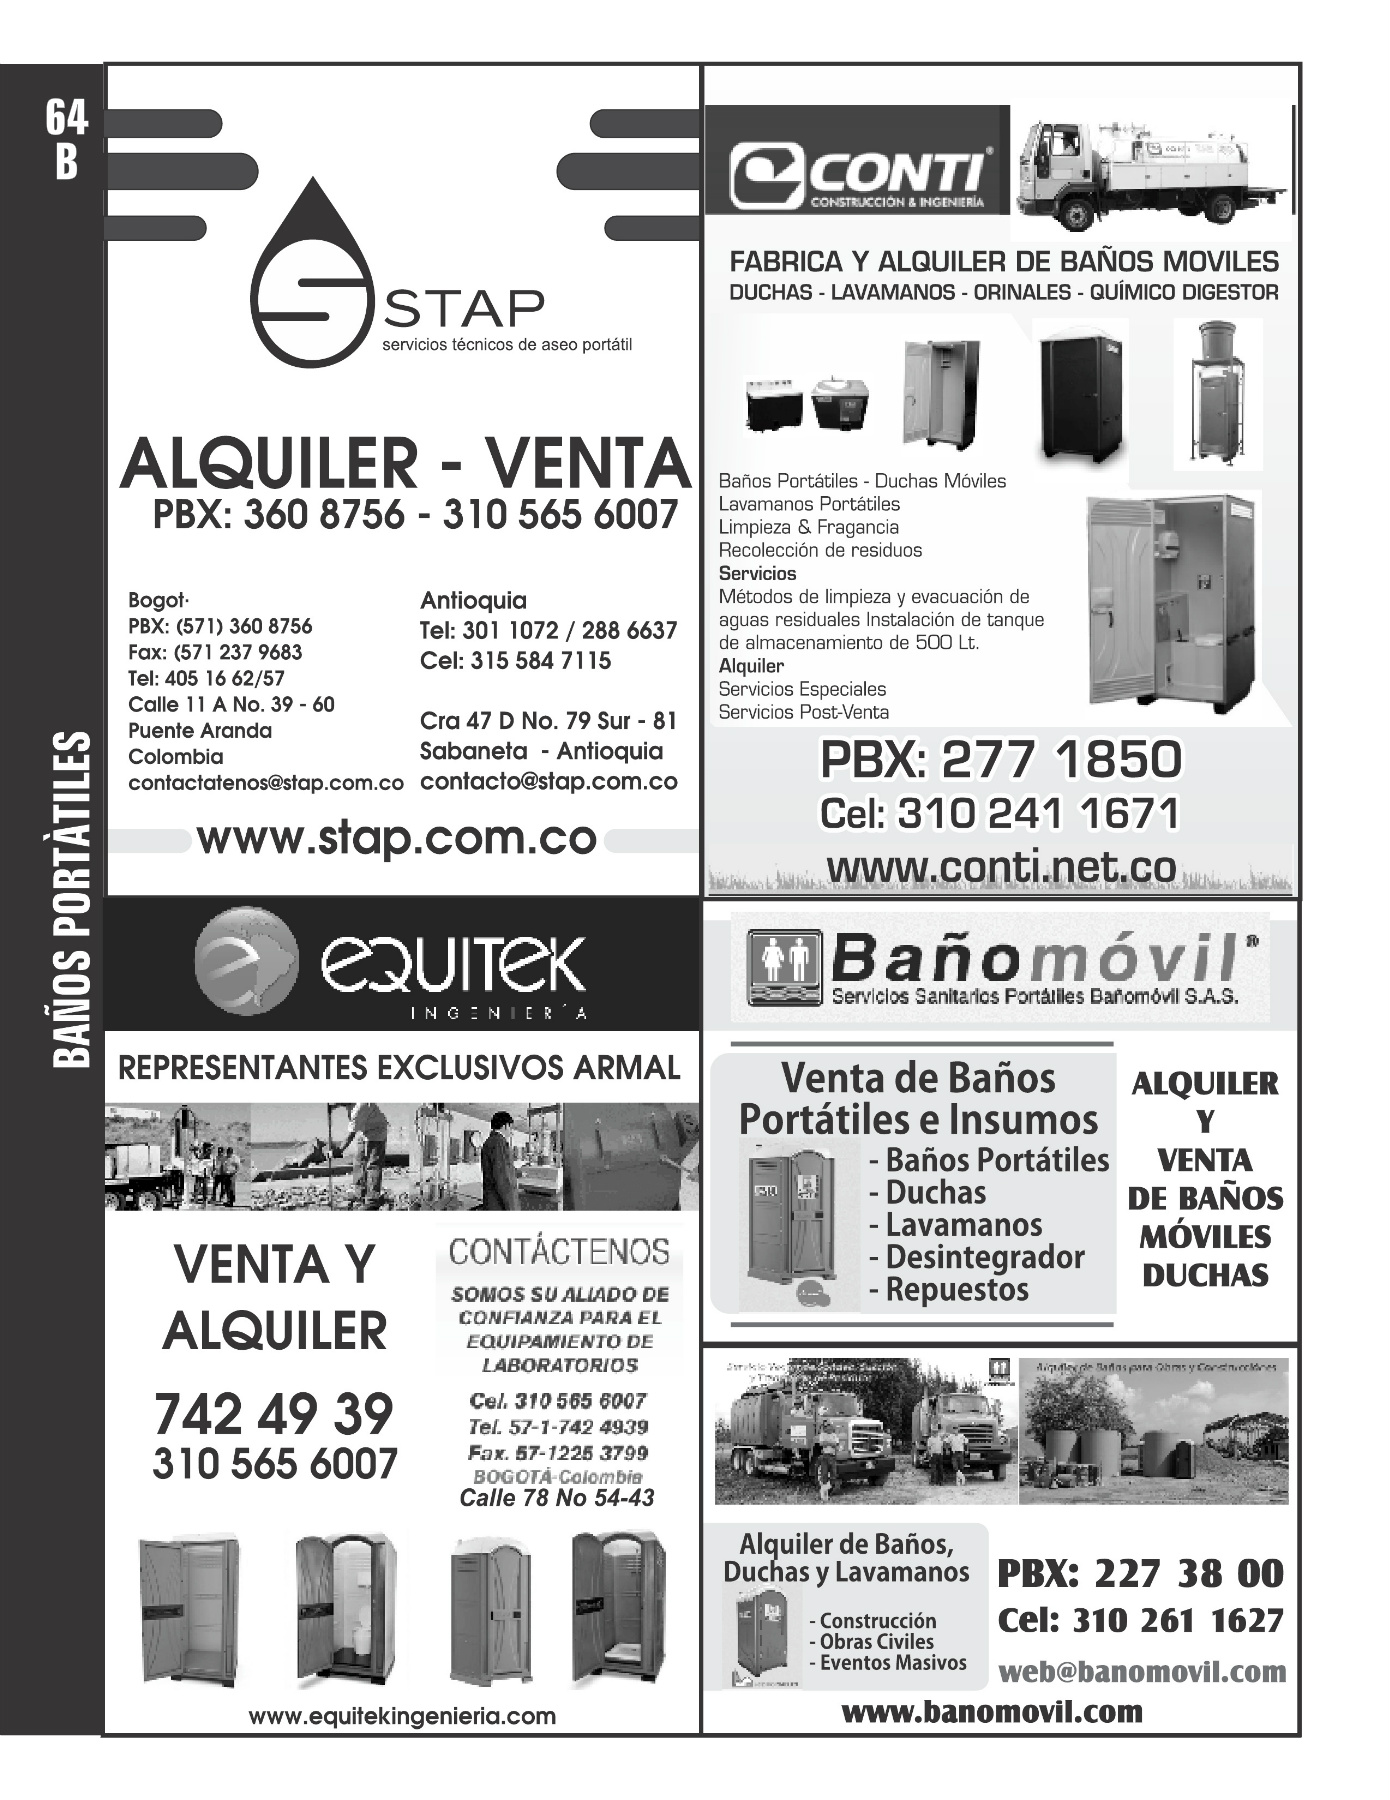 64
B
BAÑOS PORTÀTILES
STAP
servicios técnicos de aseo portátil
ALQUILER - VENTA
PBX: 360 8756 - 310 565 6007
Bogot·
PBX: (571) 360 8756
Fax: (571 237 9683
Tel: 405 16 62/57
Calle 11 A No. 39 - 60
Puente Aranda
Colombia
contactatenos@stap.com.co
Antioquia
Tel: 301 1072 / 288 6637
Cel: 315 584 7115
Cra 47 D No. 79 Sur - 81
Sabaneta - Antioquia
contacto@stap.com.co
www.stap.com.co
CONTI®
CONSTRUCCIÓN & INGENIERÍA
FABRICA Y ALQUILER DE BAÑOS MOVILES
DUCHAS - LAVAMANOS - ORINALES - QUÍMICO DIGESTOR
Baños Portátiles - Duchas Móviles
Lavamanos Portátiles
Limpieza & Fragancia
Recolección de residuos
Servicios
Métodos de limpieza y evacuación de
aguas residuales Instalación de tanque
de almacenamiento de 500 Lt.
Alquiler
Servicios Especiales
Servicios Post-Venta
PBX: 277 1850
Cel: 310 241 1671
www.conti.net.co
eQUITEK
INGENIER´A
REPRESENTANTES EXCLUSIVOS ARMAL
VENTA Y
ALQUILER
742 49 39
310 565 6007
CONTÁCTENOS
SOMOS SU ALIADO DE
CONFIANZA PARA EL
EQUIPAMIENTO DE
LABORATORIOS
Cel. 310 565 6007
Tel. 57-1-742 4939
Fax. 57-1225 3799
BOGOTÁ-Colombia
Calle 78 No 54-43
www.equitekingenieria.com
Bañomóvil®
Servicios Sanitarios Portátiles Bañomóvil S.A.S.
Venta de Baños
Portátiles e Insumos
- Baños Portátiles
- Duchas
- Lavamanos
- Desintegrador
- Repuestos
ALQUILER
Y
VENTA
DE BAÑOS
MÓVILES
DUCHAS
Alquiler de Baños para Obras y Construcciones
Alquiler de Baños,
Duchas y Lavamanos
- Construcción
- Obras Civiles
- Eventos Masivos
PBX: 227 38 00
Cel: 310 261 1627
web@banomovil.com
www.banomovil.com